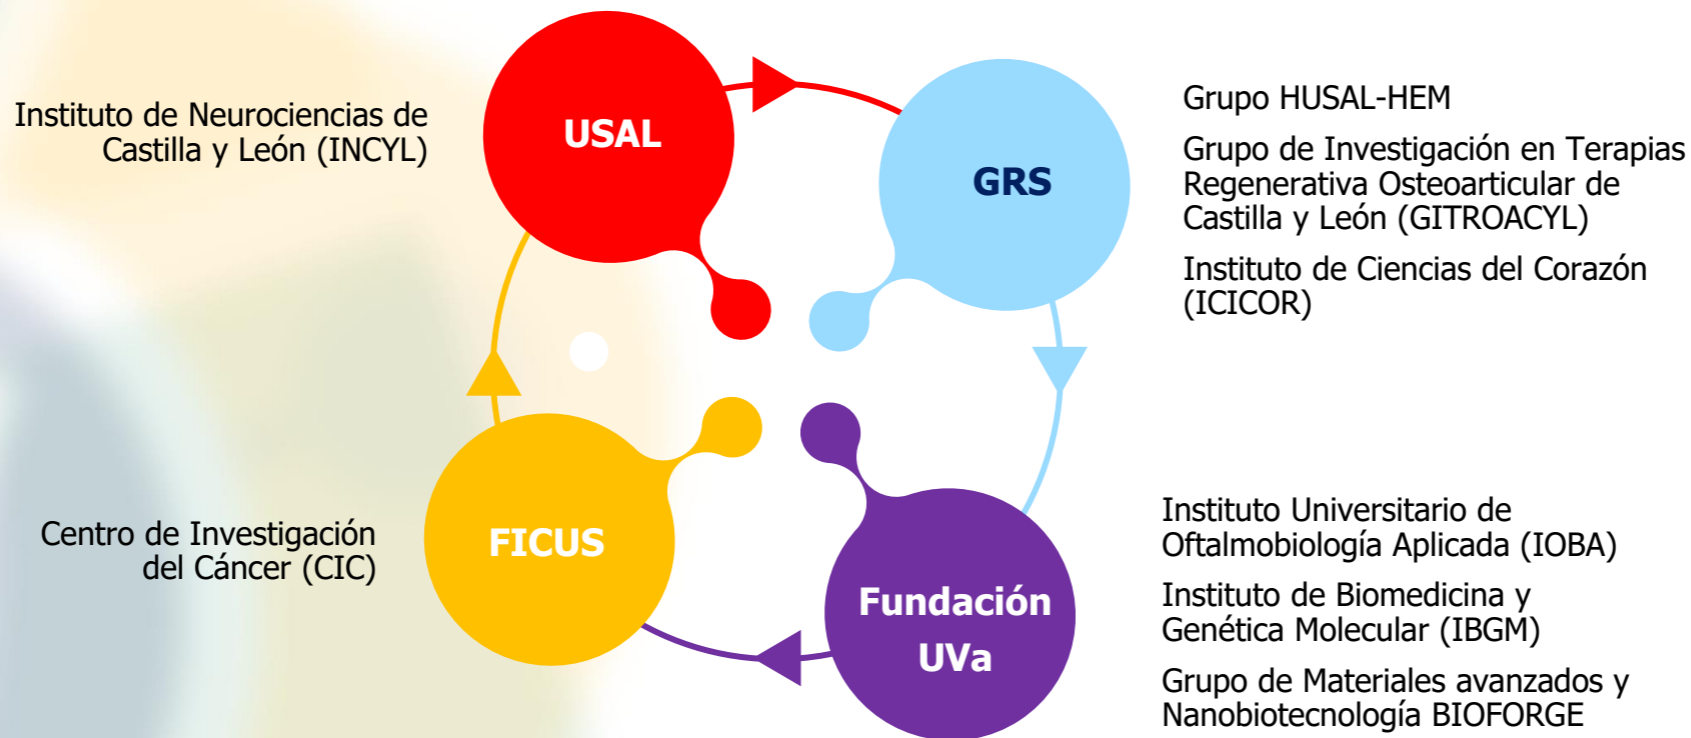 Instituto de Neurociencias de
Castilla y León (INCYL)
USAL
GRS
Grupo HUSAL-HEM
Grupo de Investigación en Terapias
Regenerativa Osteoarticular de
Castilla y León (GITROACYL)
Instituto de Ciencias del Corazón
(ICICOR)
Centro de Investigación
del Cáncer (CIC)
FICUS
Fundación
UVa
Instituto Universitario de
Oftalmobiología Aplicada (IOBA)
Instituto de Biomedicina y
Genética Molecular (IBGM)
Grupo de Materiales avanzados y
Nanobiotecnología BIOFORGE